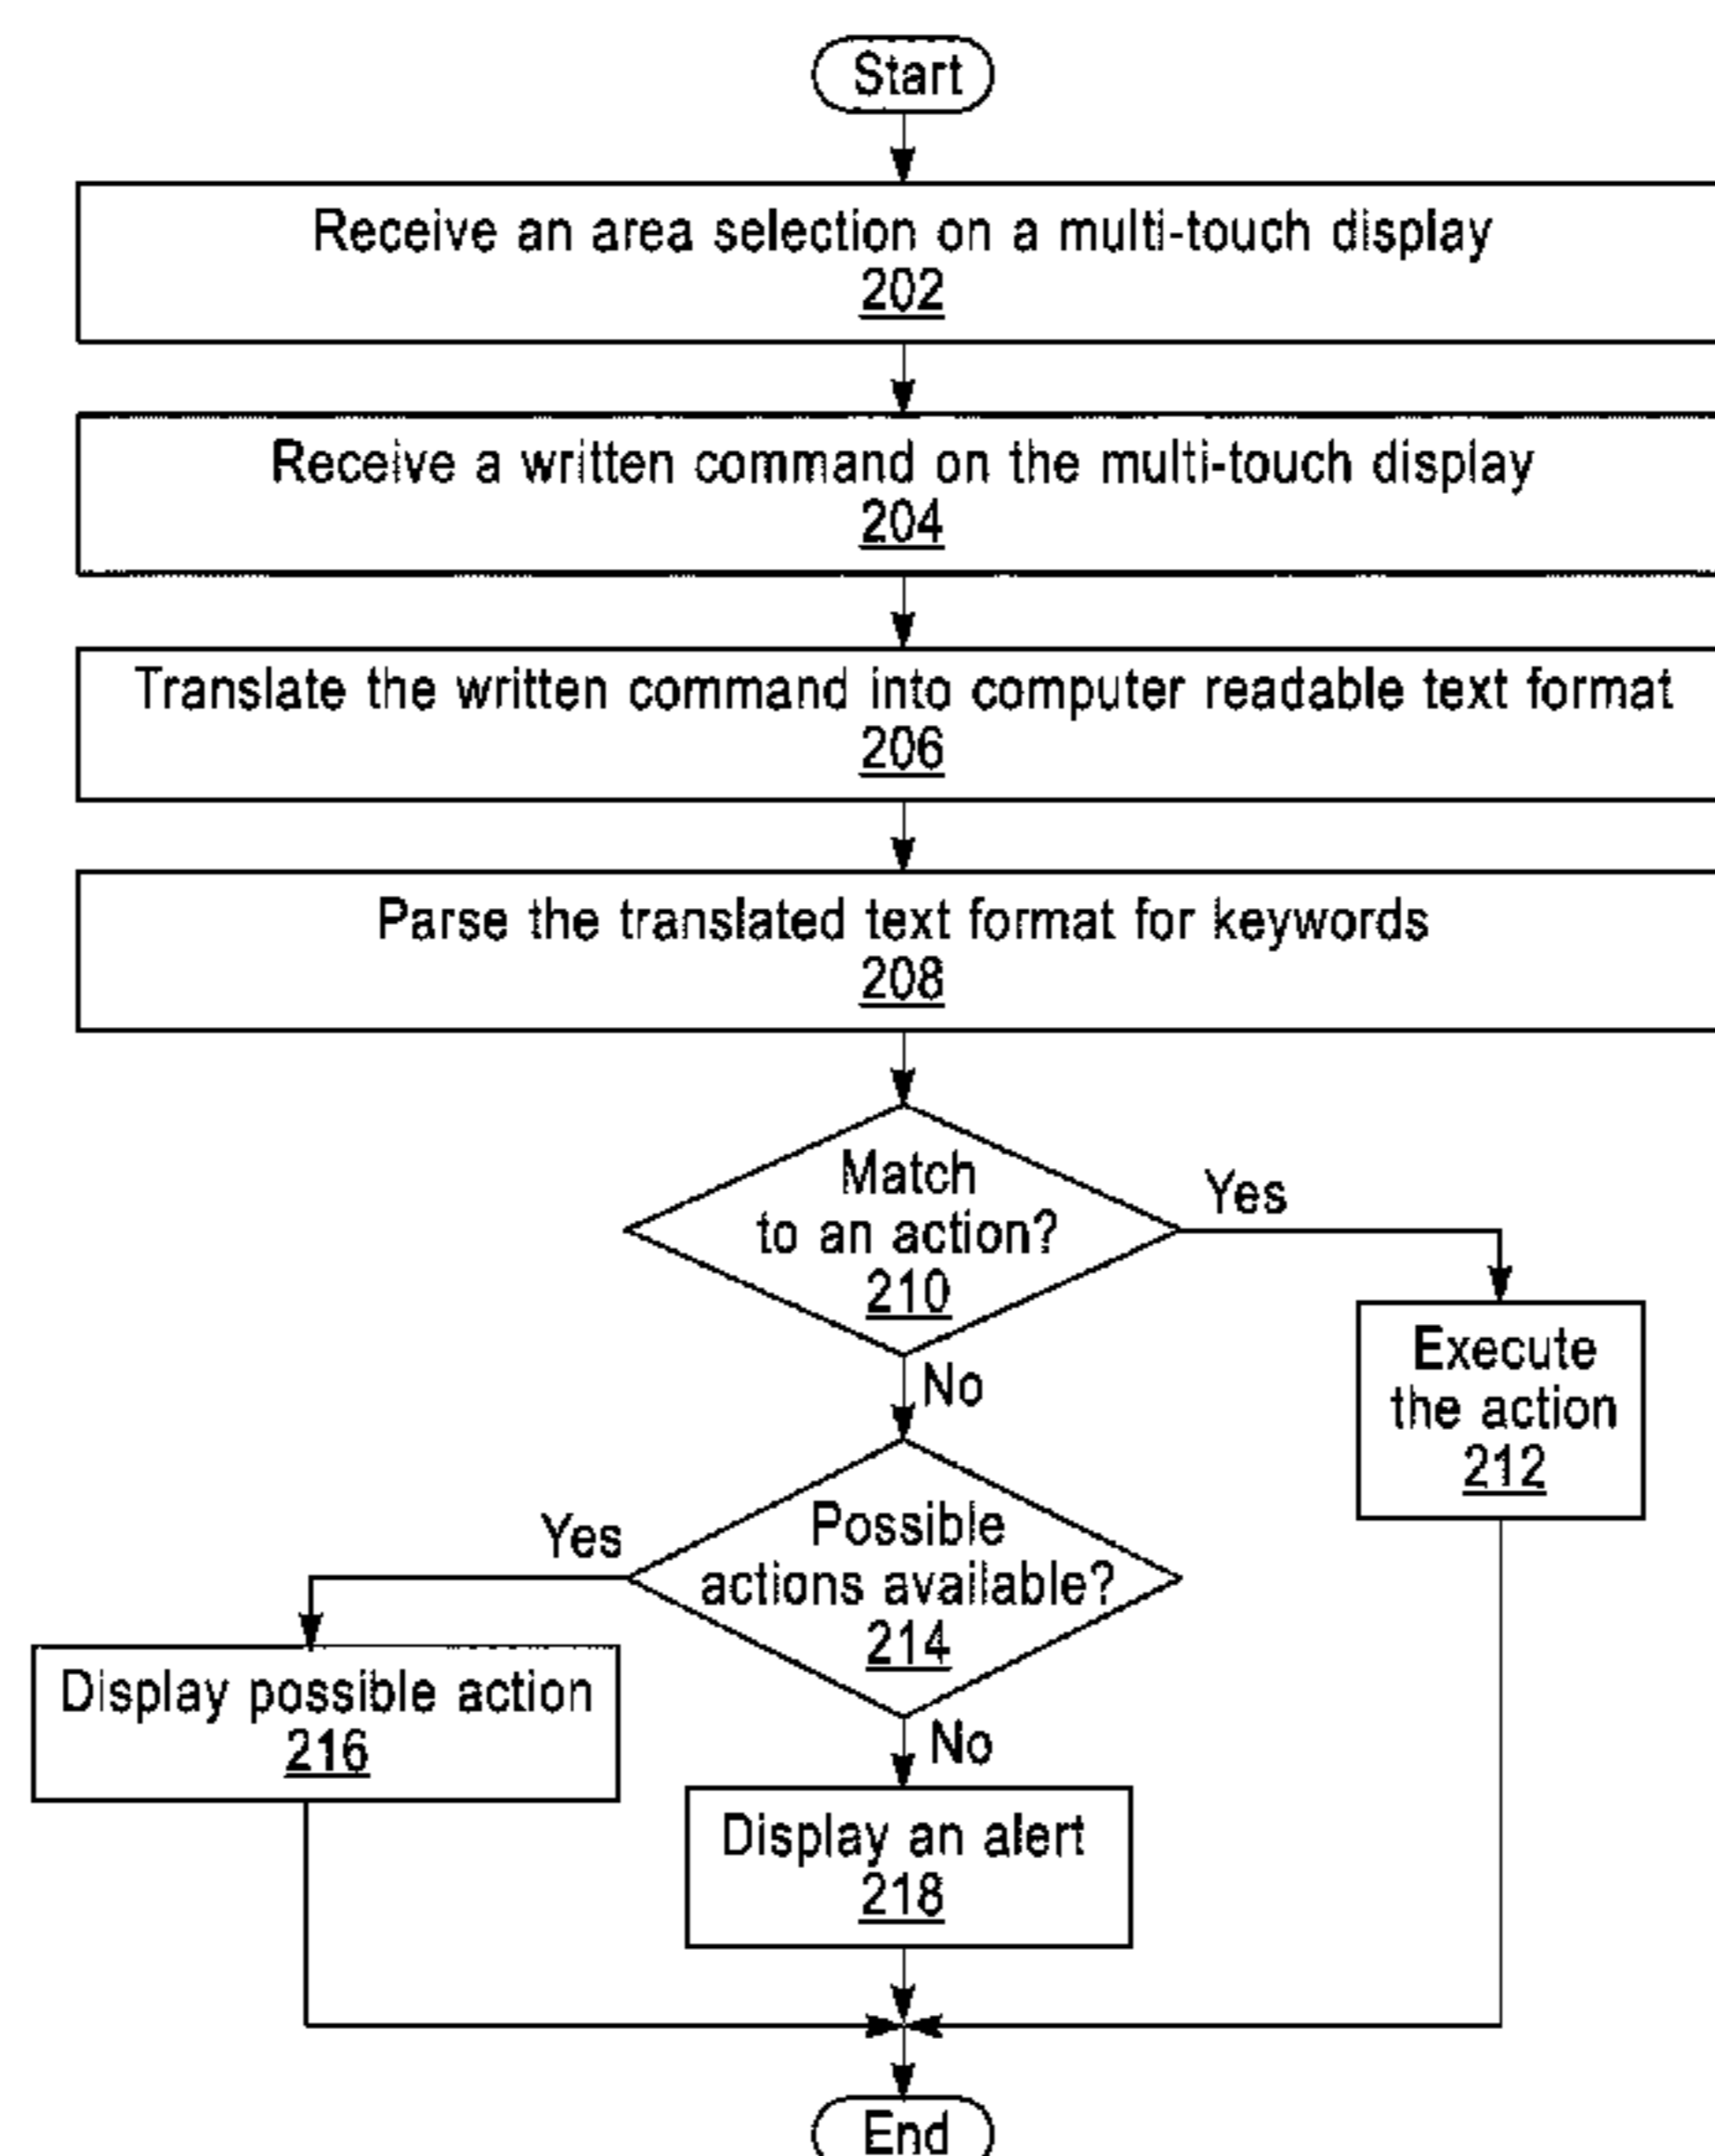 Start
Receive an area selection on a multi-touch display
202
Receive a written command on the multi-touch display
204
Translate the written command into computer readable text format
206
Parse the translated text format for keywords
208
Match
to an action?
210
Yes
No
Execute
the action
212
Possible
actions available?
214
Yes
No
Display possible action
216
Display an alert
218
End